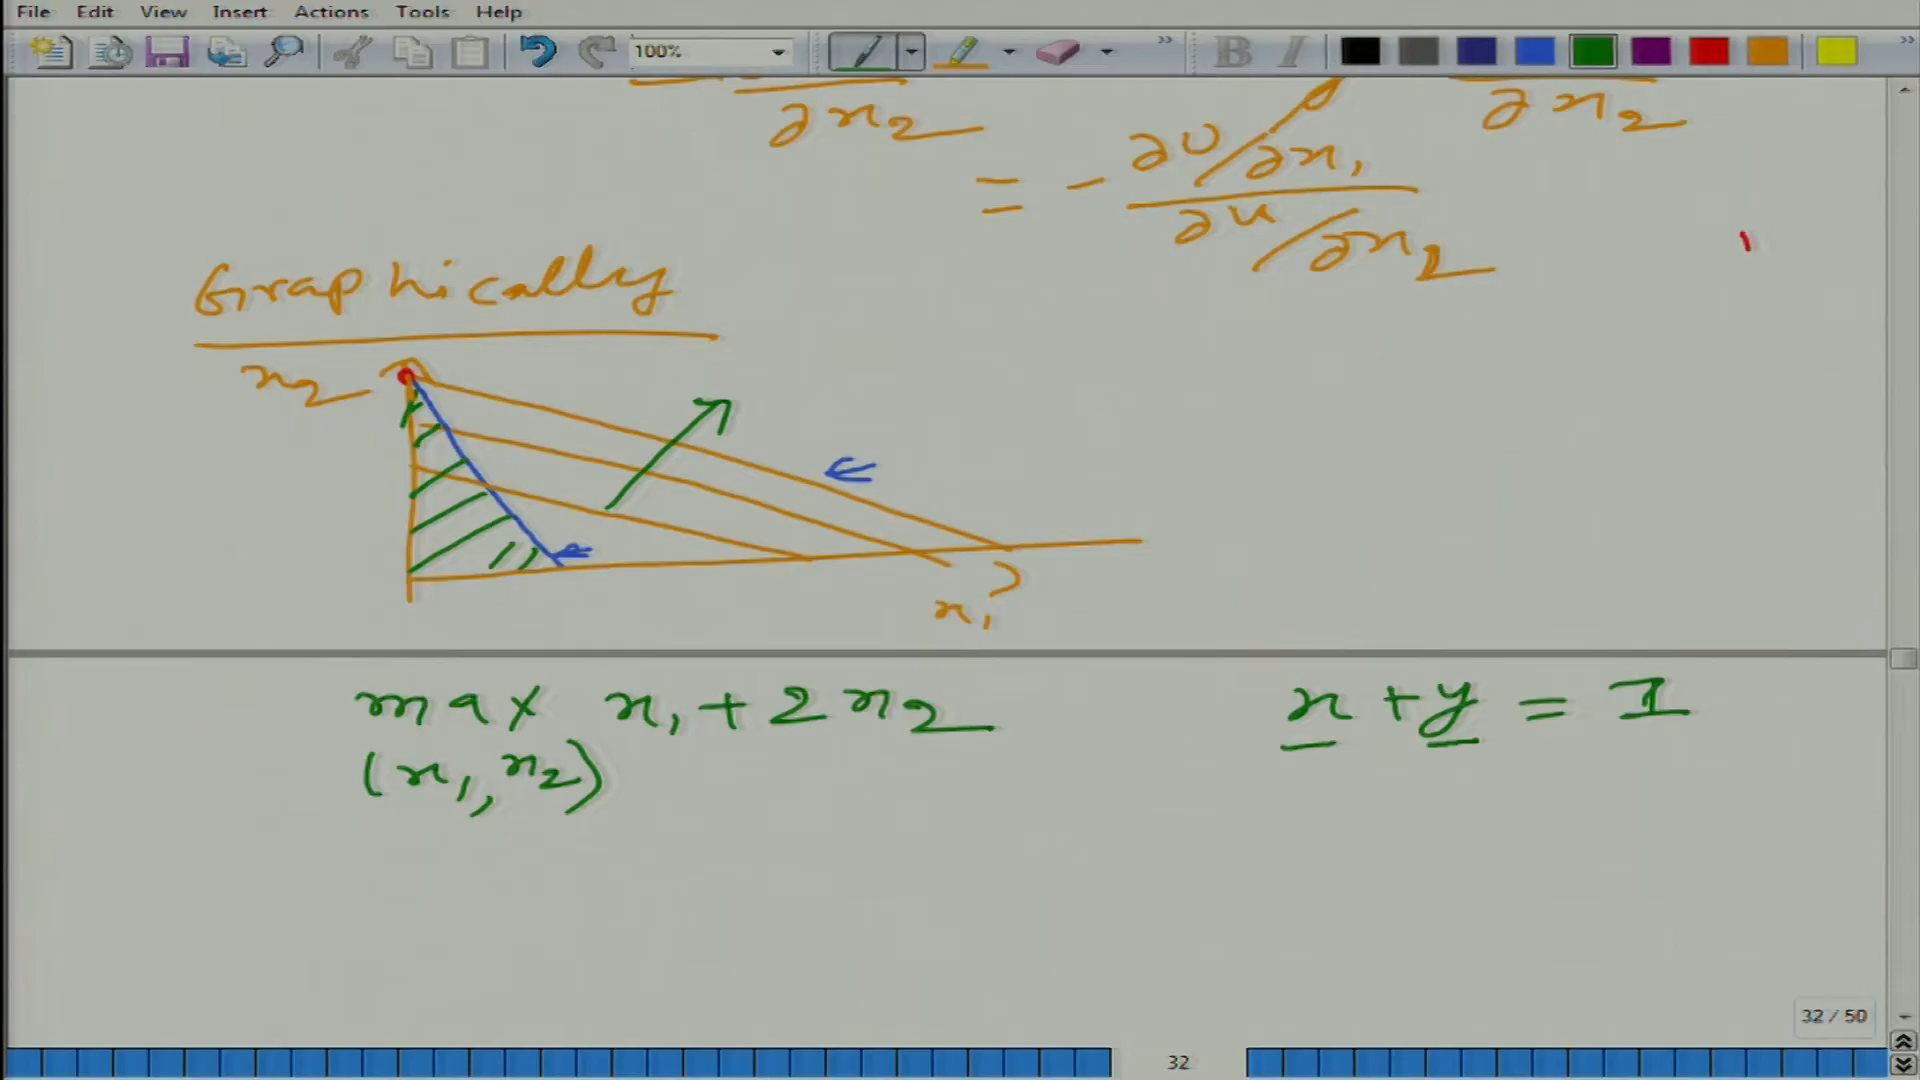 File Edit View Insert Actions Tools Help
100%
B I
∂x2
∂x2
= - ∂U/∂x1
∂u/∂x2
Graphically
x2
x1
max x1 + 2x2
x + y = 1
(x1, x2)
32 / 50
32